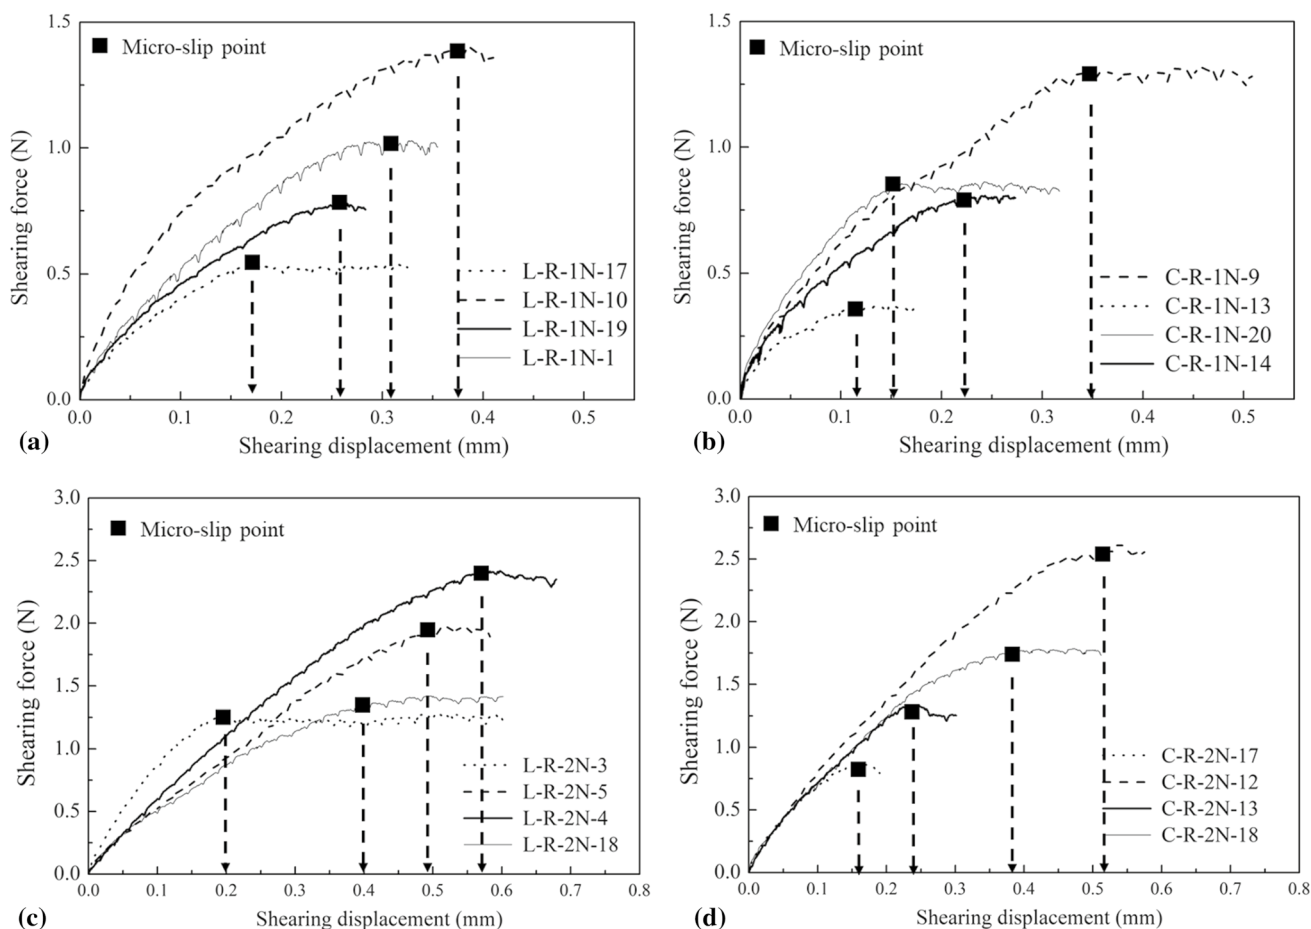 1.5
Micro-slip point
1.0
0.5
0.0
Shearing force (N)
L-R-1N-17
L-R-1N-10
L-R-1N-19
L-R-1N-1
0.0 0.1 0.2 0.3 0.4
(a) Shearing displacement (mm)
1.5
Micro-slip point
1.0
0.5
0.0
Shearing force (N)
C-R-1N-9
C-R-1N-13
C-R-1N-20
C-R-1N-14
0.0 0.1 0.2 0.3 0.4 0.5
(b) Shearing displacement (mm)
3.0
Micro-slip point
2.5
2.0
1.5
1.0
0.5
0.0
Shearing force (N)
L-R-2N-3
L-R-2N-5
L-R-2N-4
L-R-2N-18
0.0 0.1 0.2 0.3 0.4 0.5 0.6 0.7 0.8
(c) Shearing displacement (mm)
3.0
Micro-slip point
2.5
2.0
1.5
1.0
0.5
0.0
Shearing force (N)
C-R-2N-17
C-R-2N-12
C-R-2N-13
C-R-2N-18
0.0 0.1 0.2 0.3 0.4 0.5 0.6 0.7 0.8
(d) Shearing displacement (mm)